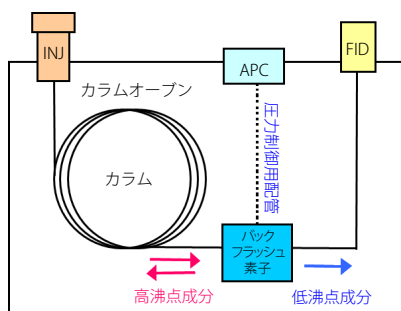 INJ
APC
FID
カラムオーブン
圧力制御用配管
カラム
バック
フラッシュ
素子
高沸点成分
低沸点成分